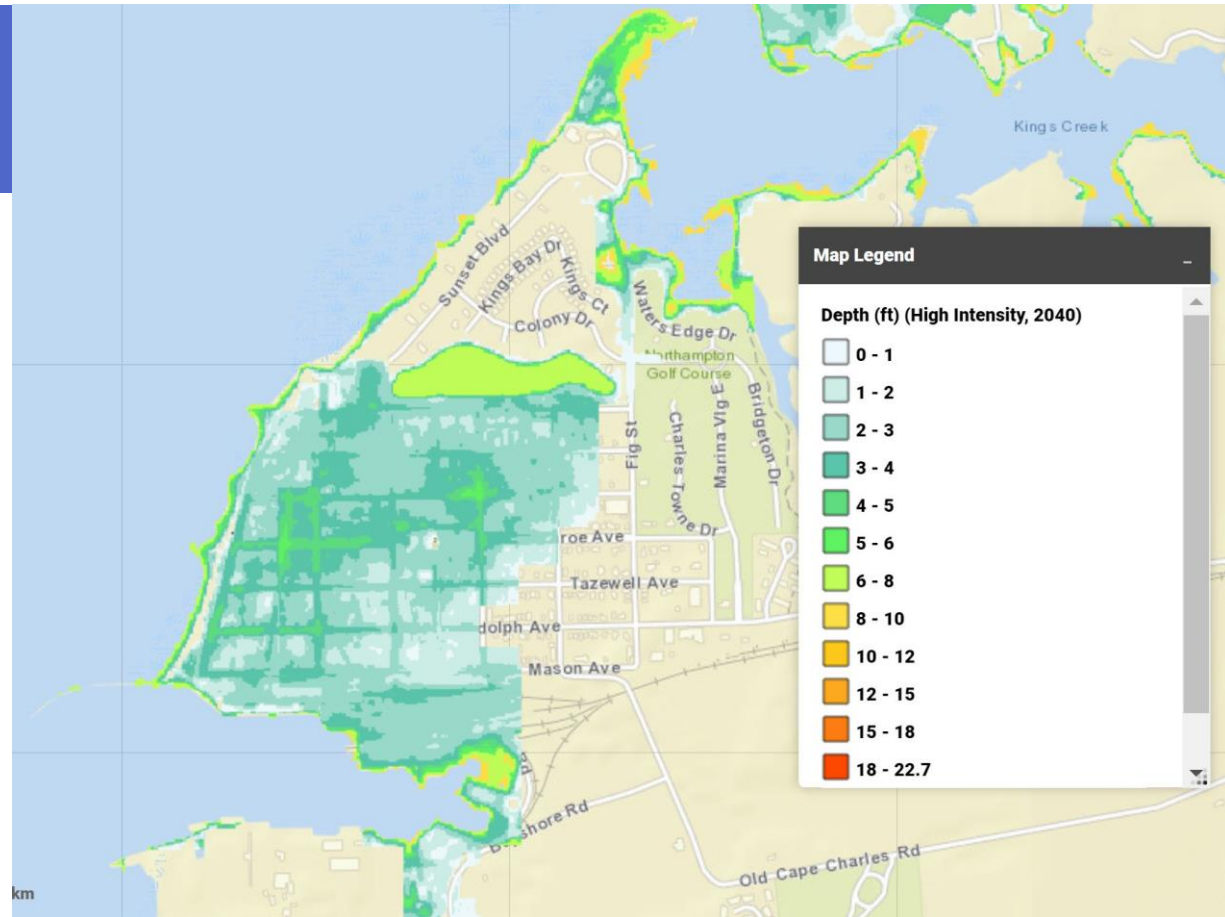 Kings Creek
Sunset Blvd
Kings Bay Dr
Kings Ct
Colony Dr
Waters Edge Dr
Northampton
Golf Course
Fig St
Charles Towne Dr
Marina Vlg E
Bridgeton Dr
roe Ave
Tazewell Ave
dolph Ave
Mason Ave
Rd
shore Rd
Old Cape Charles Rd
km
Map Legend
Depth (ft) (High Intensity, 2040)
0 - 1
1 - 2
2 - 3
3 - 4
4 - 5
5 - 6
6 - 8
8 - 10
10 - 12
12 - 15
15 - 18
18 - 22.7